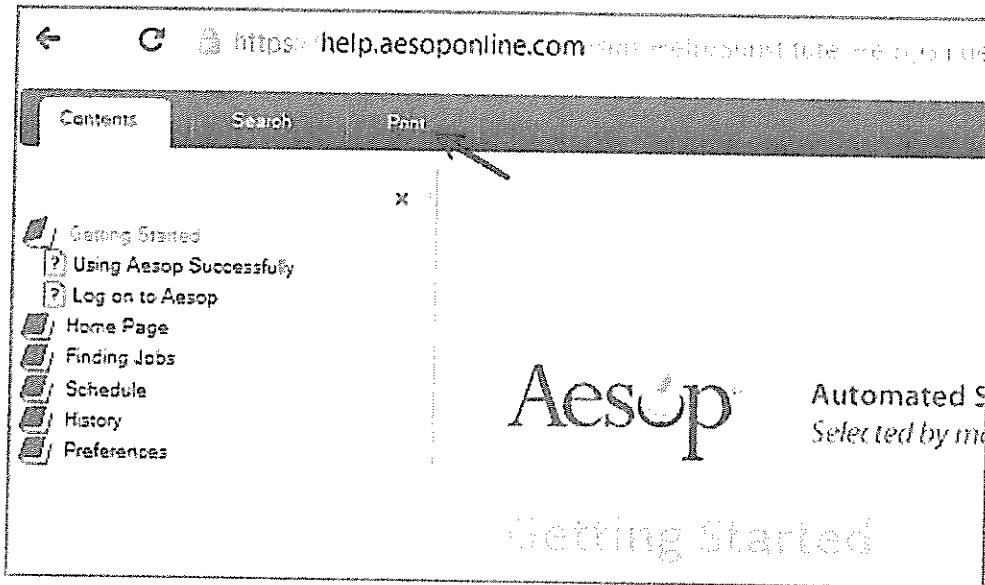 https://help.aesoponline.com
Contents Search Print
x
Getting Started
? Using Aesop Successfully
? Log on to Aesop
Home Page
Finding Jobs
Schedule
History
Preferences
Aesop
Automated S
Selected by mo
Getting Started